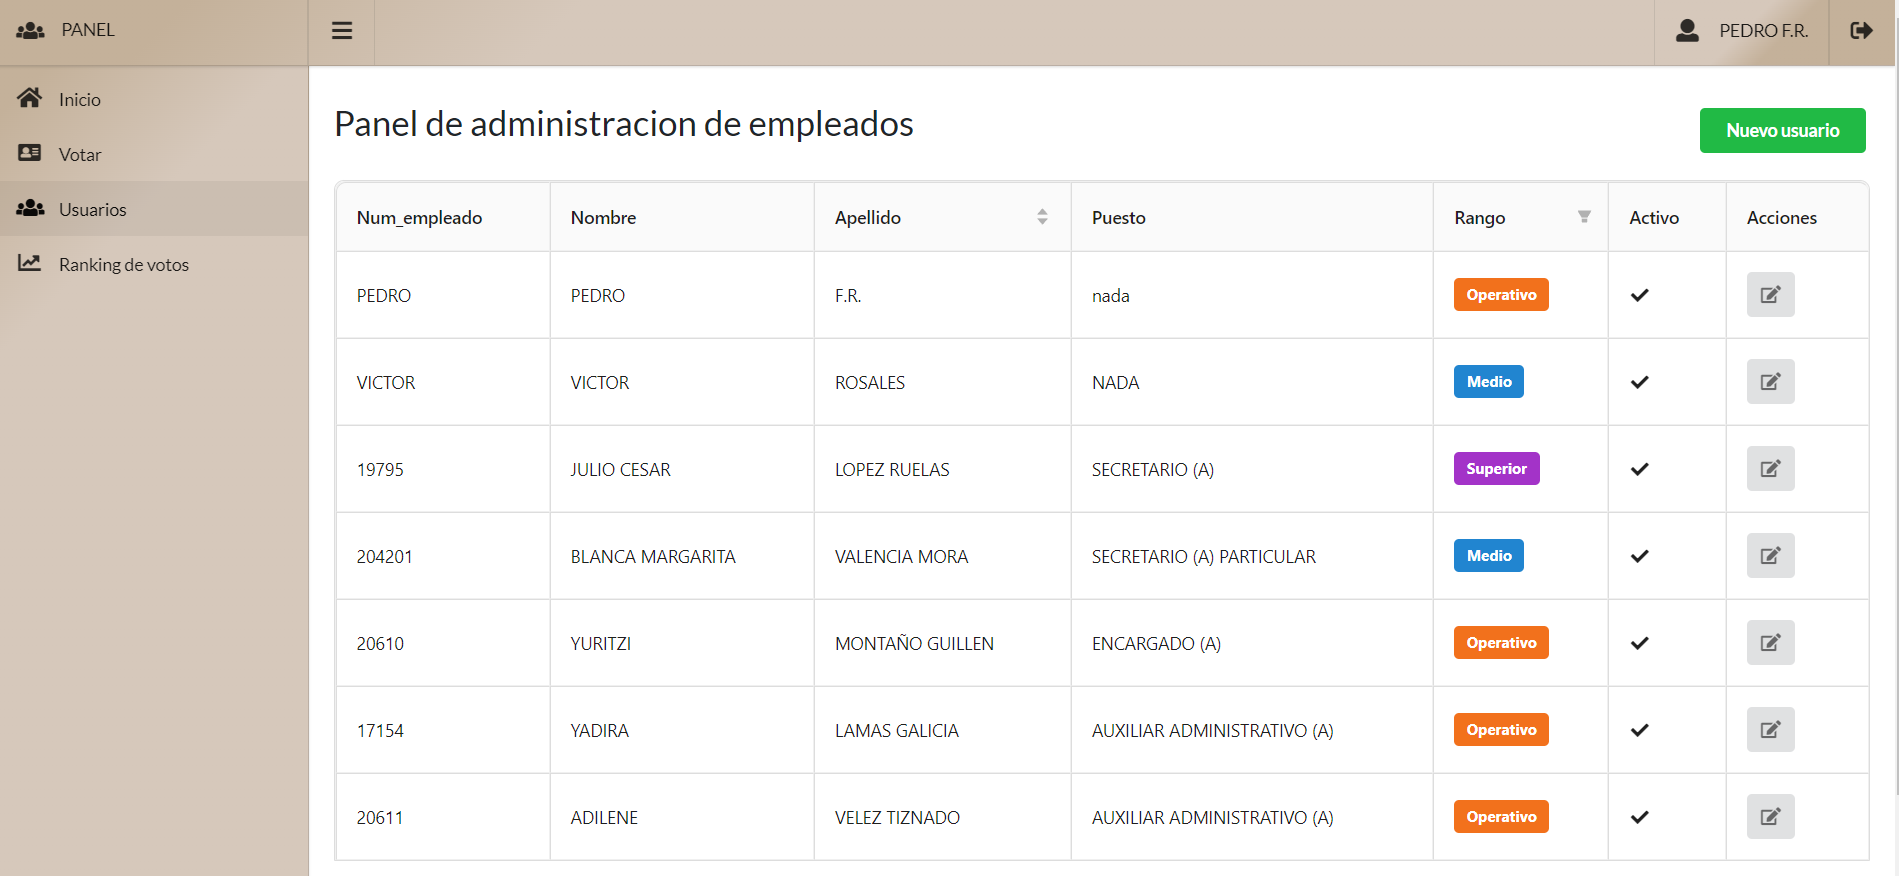 PANEL
PEDRO F.R.
Inicio
Votar
Usuarios
Ranking de votos
Panel de administracion de empleados
Nuevo usuario
Num_empleado Nombre Apellido Puesto Rango Activo Acciones
PEDRO PEDRO F.R. nada Operativo
VICTOR VICTOR ROSALES NADA Medio
19795 JULIO CESAR LOPEZ RUELAS SECRETARIO (A) Superior
204201 BLANCA MARGARITA VALENCIA MORA SECRETARIO (A) PARTICULAR Medio
20610 YURITZI MONTAÑO GUILLEN ENCARGADO (A) Operativo
17154 YADIRA LAMAS GALICIA AUXILIAR ADMINISTRATIVO (A) Operativo
20611 ADILENE VELEZ TIZNADO AUXILIAR ADMINISTRATIVO (A) Operativo